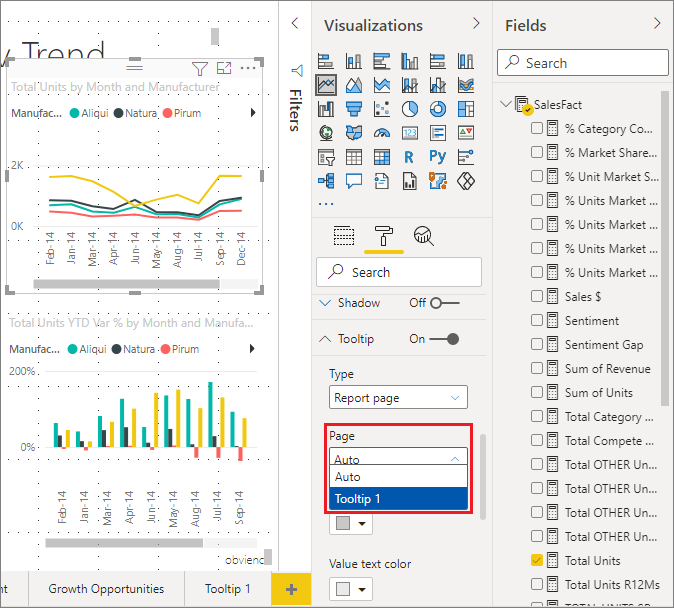 y Trend
Total Units by Month and Manufacturer
Manufac... Aliqui Natura Pirum
2K
0K
Feb-14
Jan-14
Mar-14
Apr-14
Jun-14
May-14
Aug-14
Jul-14
Sep-14
Dec-14
Total Units YTD Var % by Month and Manufa...
Manufac... Aliqui Natura Pirum
200%
0%
Feb-14
Jan-14
Mar-14
Apr-14
Jun-14
May-14
Aug-14
Jul-14
Sep-14
obvienc
nt
Growth Opportunities
Tooltip 1
+
Filters
Visualizations
123
R
Py
...
Search
Shadow Off
Tooltip On
Type
Report page
Page
Auto
Auto
Tooltip 1
Value text color
Fields
Search
SalesFact
% Category Co...
% Market Share...
% Unit Market S...
% Units Market ...
% Units Market ...
% Units Market ...
% Units Market ...
Sales $
Sentiment
Sentiment Gap
Sum of Revenue
Sum of Units
Total Category ...
Total Compete ...
Total OTHER Un...
Total OTHER Un...
Total OTHER Un...
Total OTHER Un...
Total Units
Total Units R12Ms